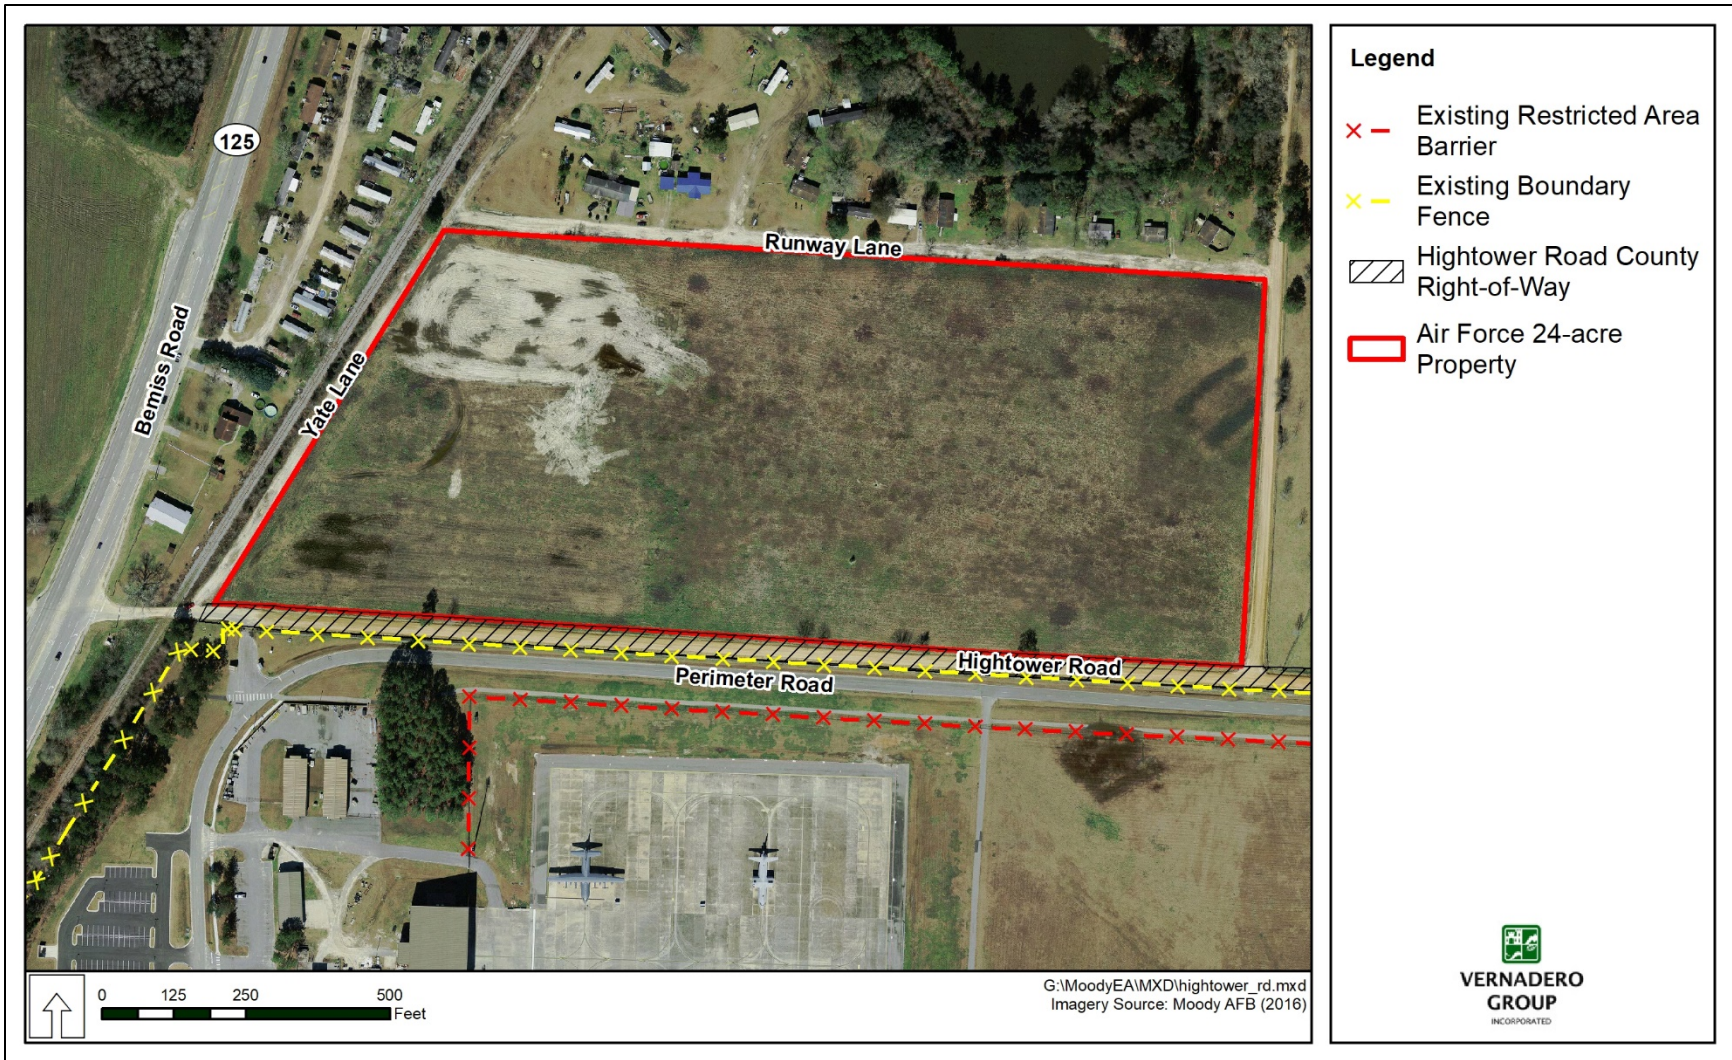 125
Runway Lane
Bemiss Road
Yate Lane
Hightower Road
Perimeter Road
0 125 250 500
Feet
G:\MoodyEA\MXD\hightower_rd.mxd
Imagery Source: Moody AFB (2016)
Legend
Existing Restricted Area
Barrier
Existing Boundary
Fence
Hightower Road County
Right-of-Way
Air Force 24-acre
Property
VERNADERO
GROUP
INCORPORATED